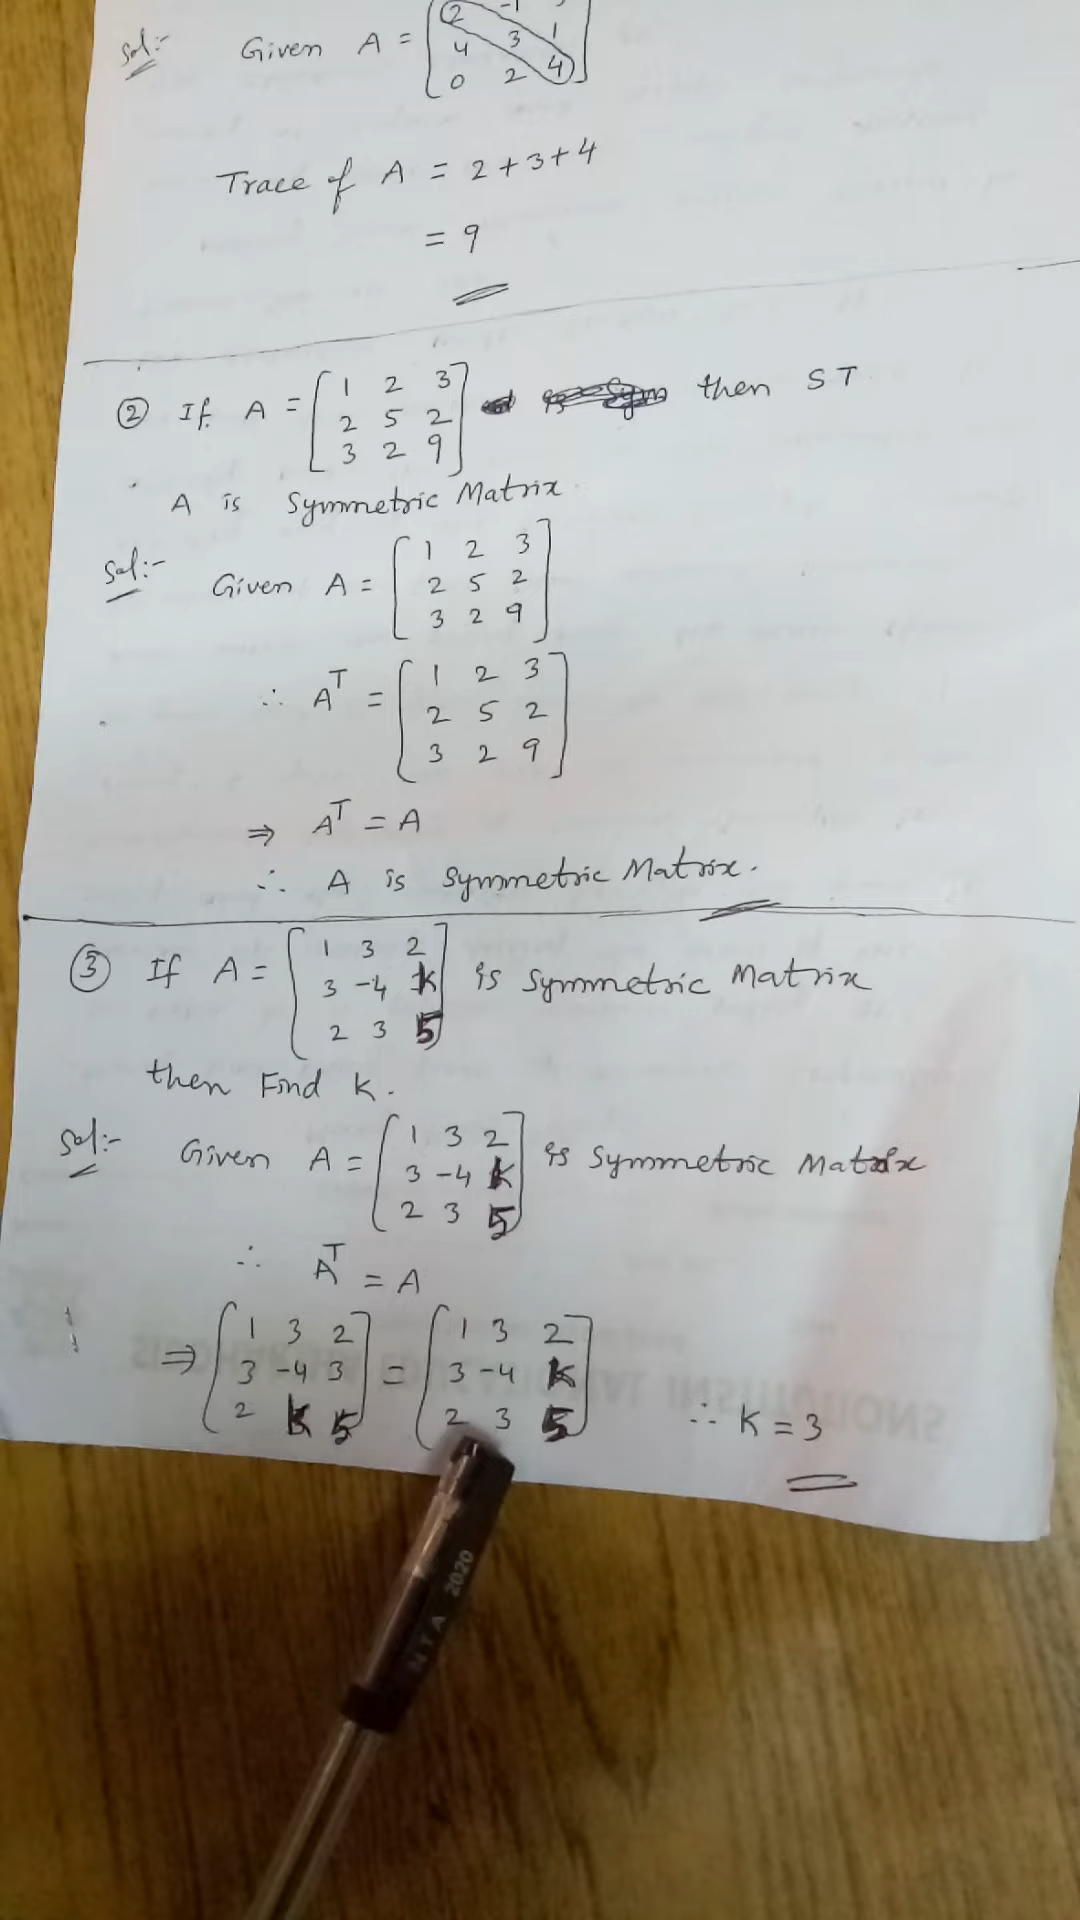 Sol:- Given A = [2 -1
4 3 1
0 2 4]
Trace of A = 2+3+4
= 9
② If A = [1 2 3
2 5 2
3 2 9] then ST
A is Symmetric Matrix.
Sol:- Given A = [1 2 3
2 5 2
3 2 9]
∴ A^T = [1 2 3
2 5 2
3 2 9]
⇒ A^T = A
∴ A is Symmetric Matrix.
③ If A = [1 3 2
3 -4 k
2 3 5] is Symmetric Matrix
then Find K.
Sol:- Given A = [1 3 2
3 -4 k
2 3 5] is Symmetric Matrix
∴ A^T = A
⇒ [1 3 2
3 -4 3
2 k 5] = [1 3 2
3 -4 k
2 3 5] ∴ K = 3
MTA 2020